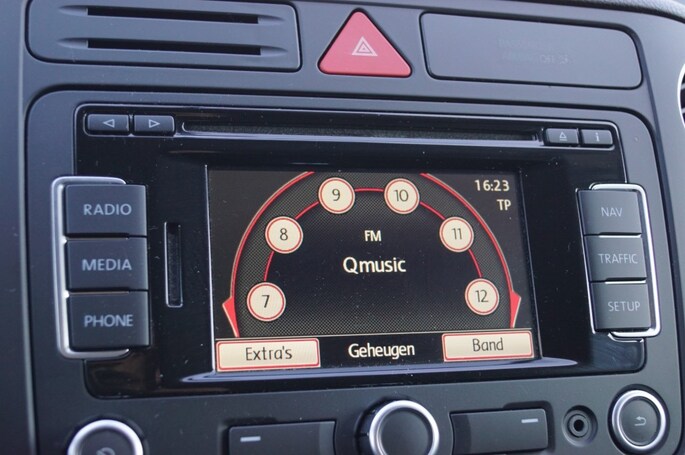 RADIO
MEDIA
PHONE
9 10
8 11
7 12
16:23
TP
FM
Qmusic
Extra's Geheugen Band
NAV
TRAFFIC
SETUP
i